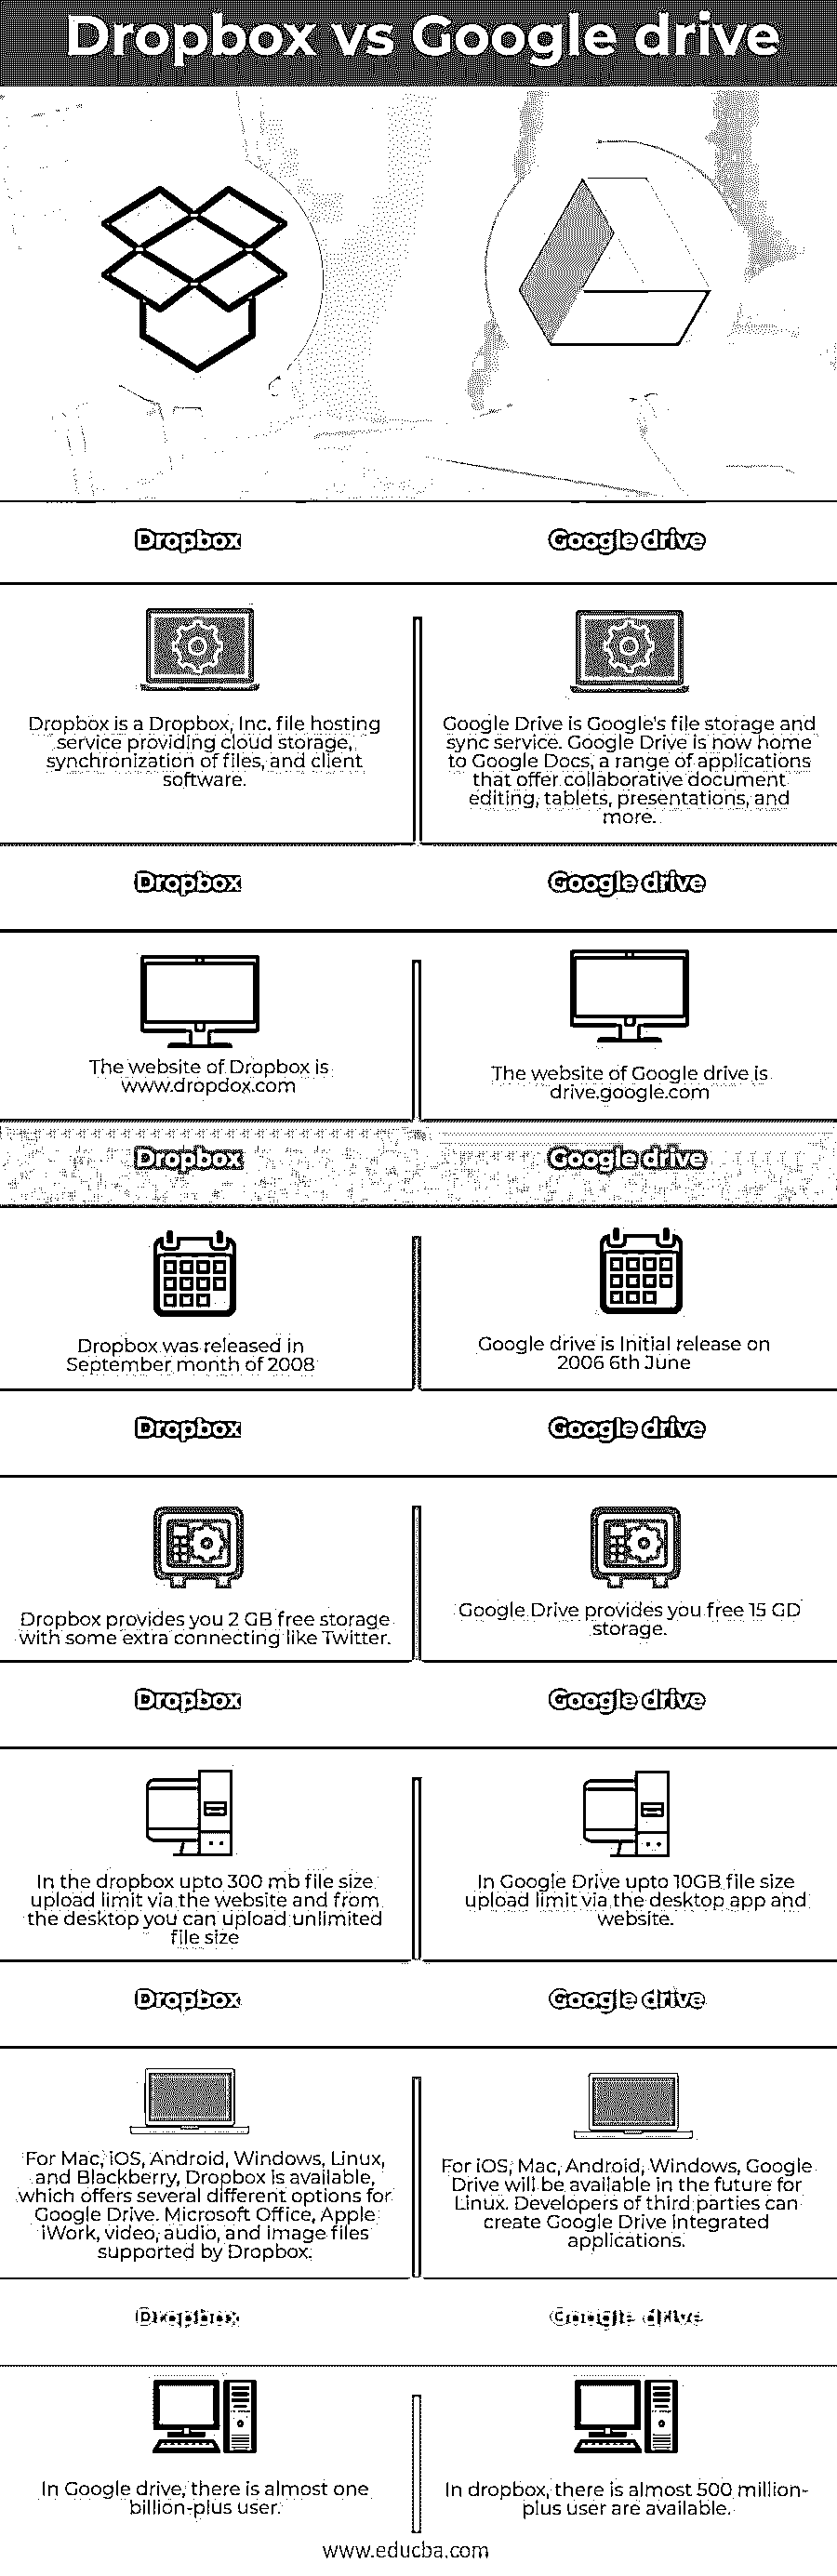 Dropbox vs Google drive
Dropbox
Google drive
Dropbox is a Dropbox, Inc. file hosting
service providing cloud storage,
synchronization of files, and client
software.
Google Drive is Google's file storage and
sync service. Google Drive is now home
to Google Docs, a range of applications
that offer collaborative document
editing, tablets, presentations, and
more.
Dropbox
Google drive
The website of Dropbox is
www.dropdox.com
The website of Google drive is
drive.google.com
Dropbox
Google drive
Dropbox was released in
September month of 2008
Google drive is Initial release on
2006 6th June
Dropbox
Google drive
Dropbox provides you 2 GB free storage
with some extra connecting like Twitter.
Google Drive provides you free 15 GD
storage.
Dropbox
Google drive
In the dropbox upto 300 mb file size
upload limit via the website and from
the desktop you can upload unlimited
file size
In Google Drive upto 10GB file size
upload limit via the desktop app and
website.
Dropbox
Google drive
For Mac, iOS, Android, Windows, Linux,
and Blackberry, Dropbox is available,
which offers several different options for
Google Drive. Microsoft Office, Apple
iWork, video, audio, and image files
supported by Dropbox.
For iOS, Mac, Android, Windows, Google
Drive will be available in the future for
Linux. Developers of third parties can
create Google Drive integrated
applications.
Dropbox
Google drive
In Google drive, there is almost one
billion-plus user.
In dropbox, there is almost 500 million-
plus user are available.
www.educba.com